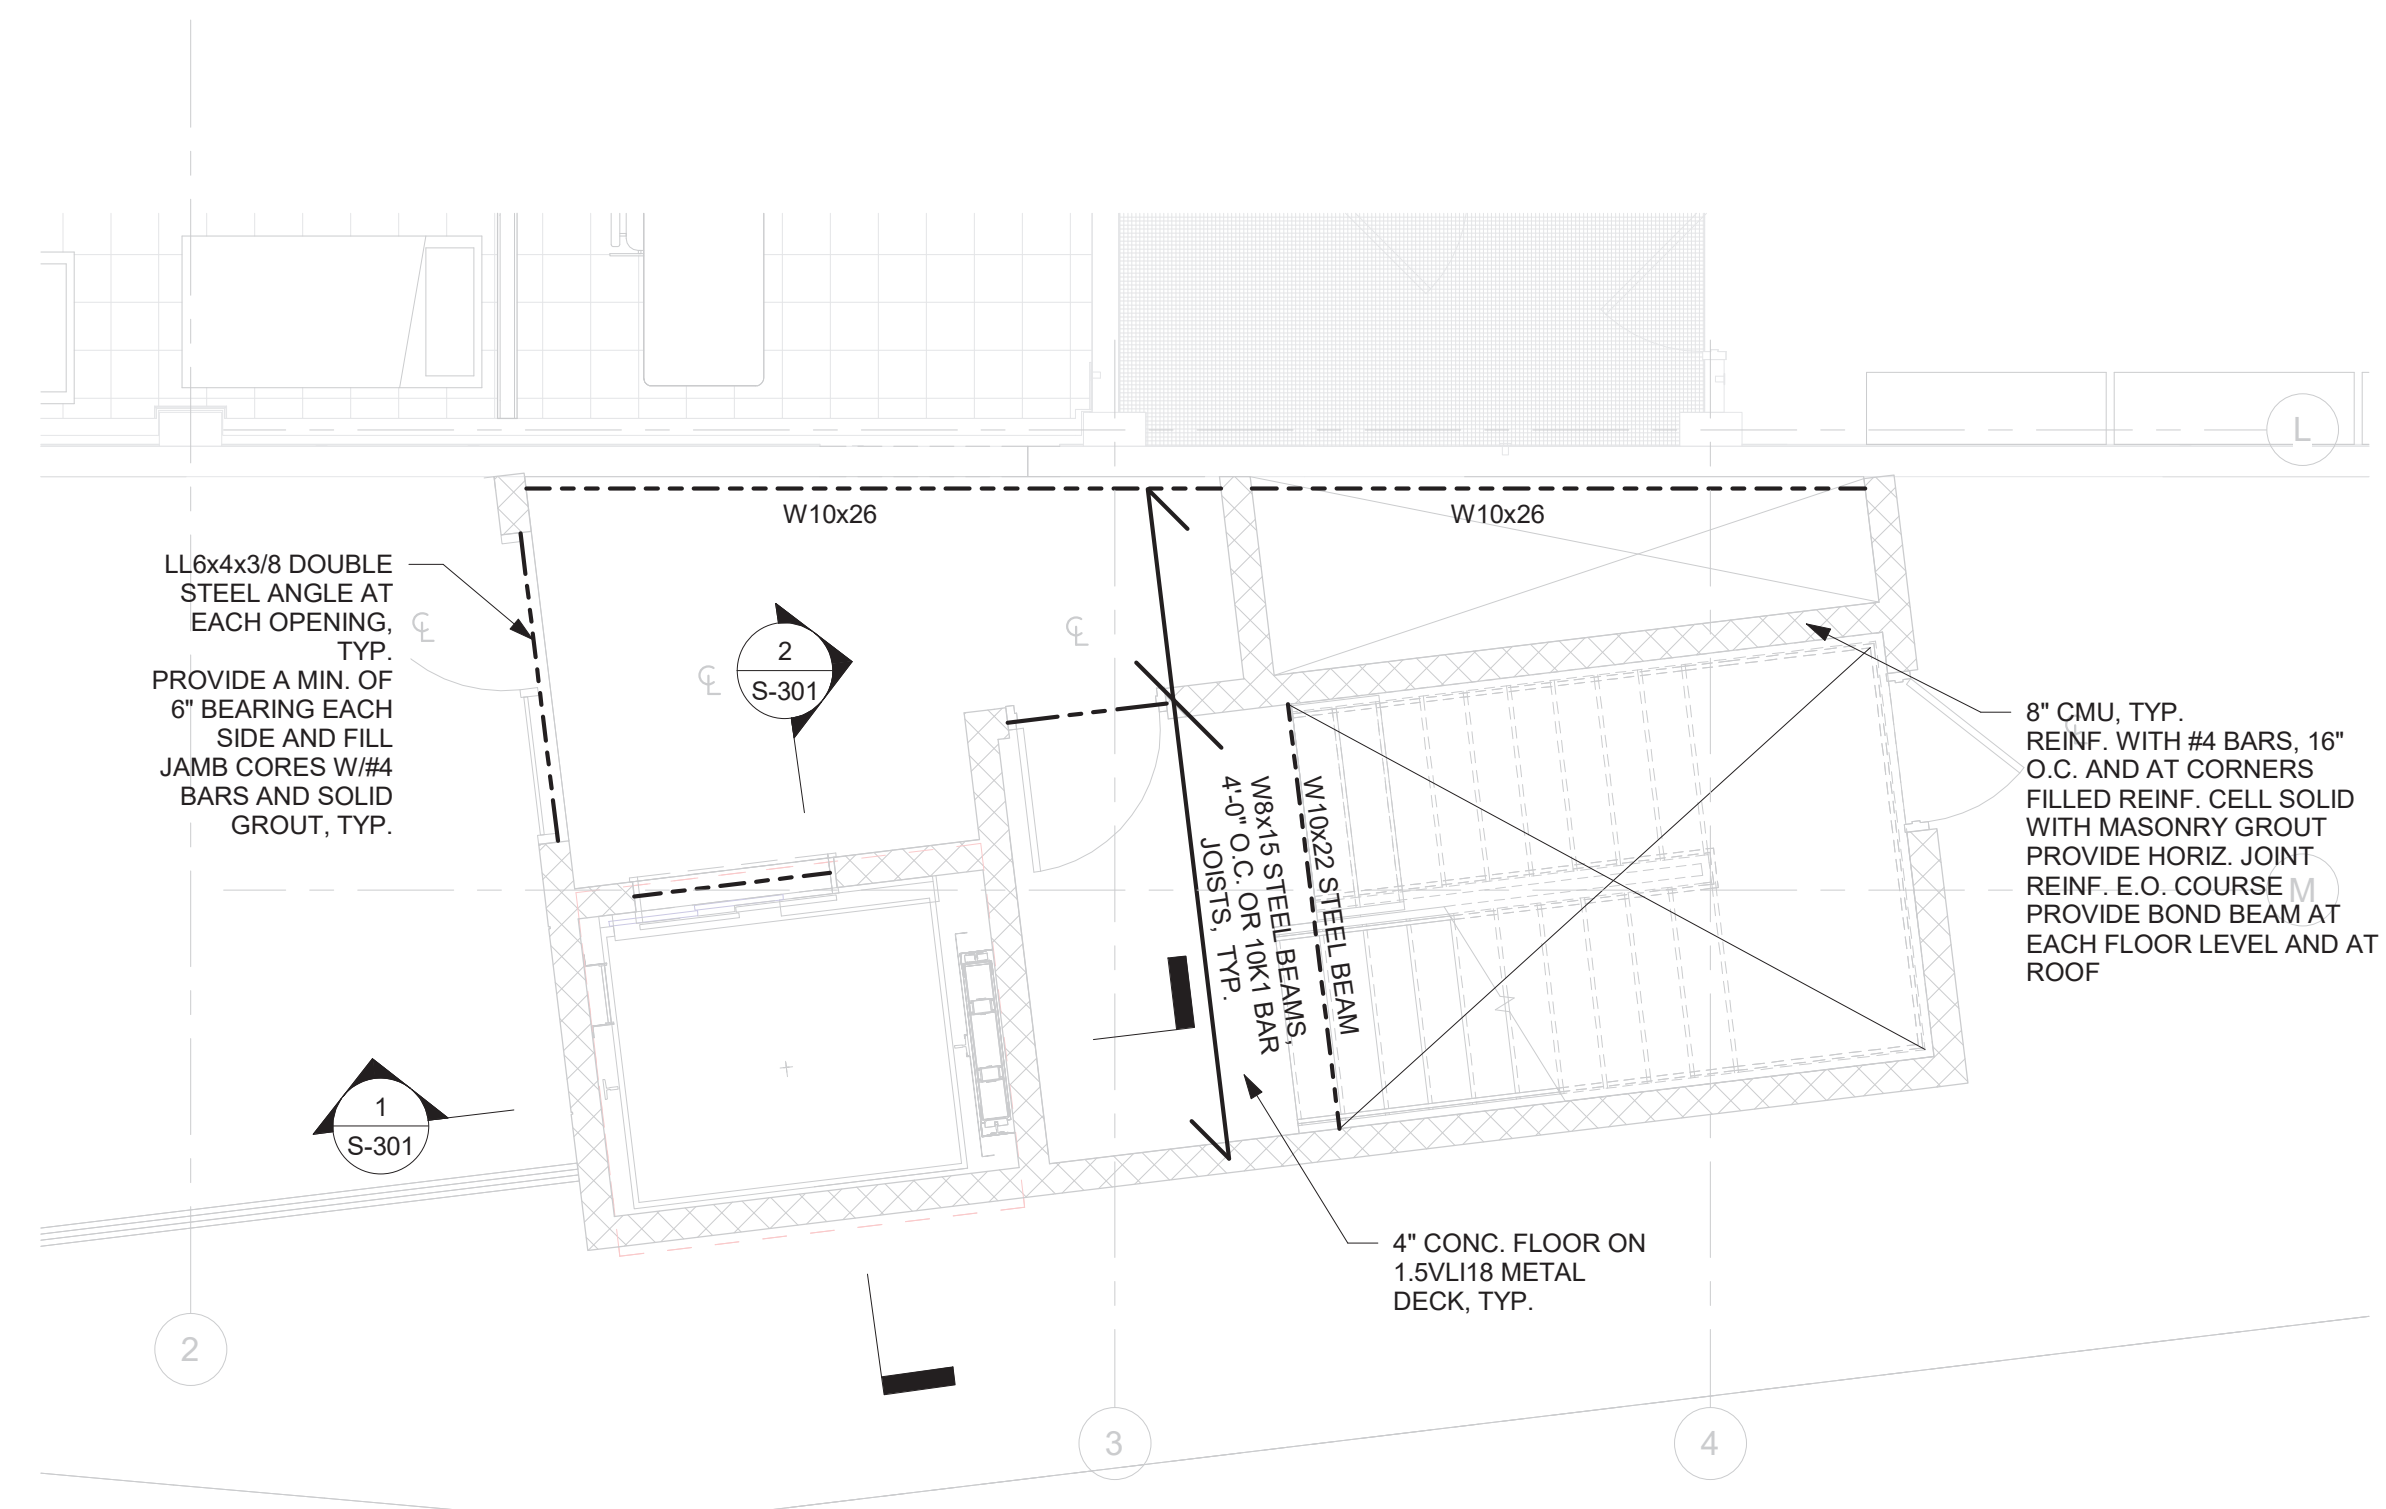 L
W10x26
W10x26
LL6x4x3/8 DOUBLE
STEEL ANGLE AT
EACH OPENING,
TYP.
PROVIDE A MIN. OF
6" BEARING EACH
SIDE AND FILL
JAMB CORES W/#4
BARS AND SOLID
GROUT, TYP.
℄
℄
℄
2
S-301
8" CMU, TYP.
REINF. WITH #4 BARS, 16"
O.C. AND AT CORNERS
FILLED REINF. CELL SOLID
WITH MASONRY GROUT
PROVIDE HORIZ. JOINT
REINF. E.O. COURSE
PROVIDE BOND BEAM AT
EACH FLOOR LEVEL AND AT
ROOF
℄
M
W10x22 STEEL BEAM
W8x15 STEEL BEAMS,
4'-0" O.C. OR 10K1 BAR
JOISTS, TYP.
1
S-301
4" CONC. FLOOR ON
1.5VLI18 METAL
DECK, TYP.
2
3
4